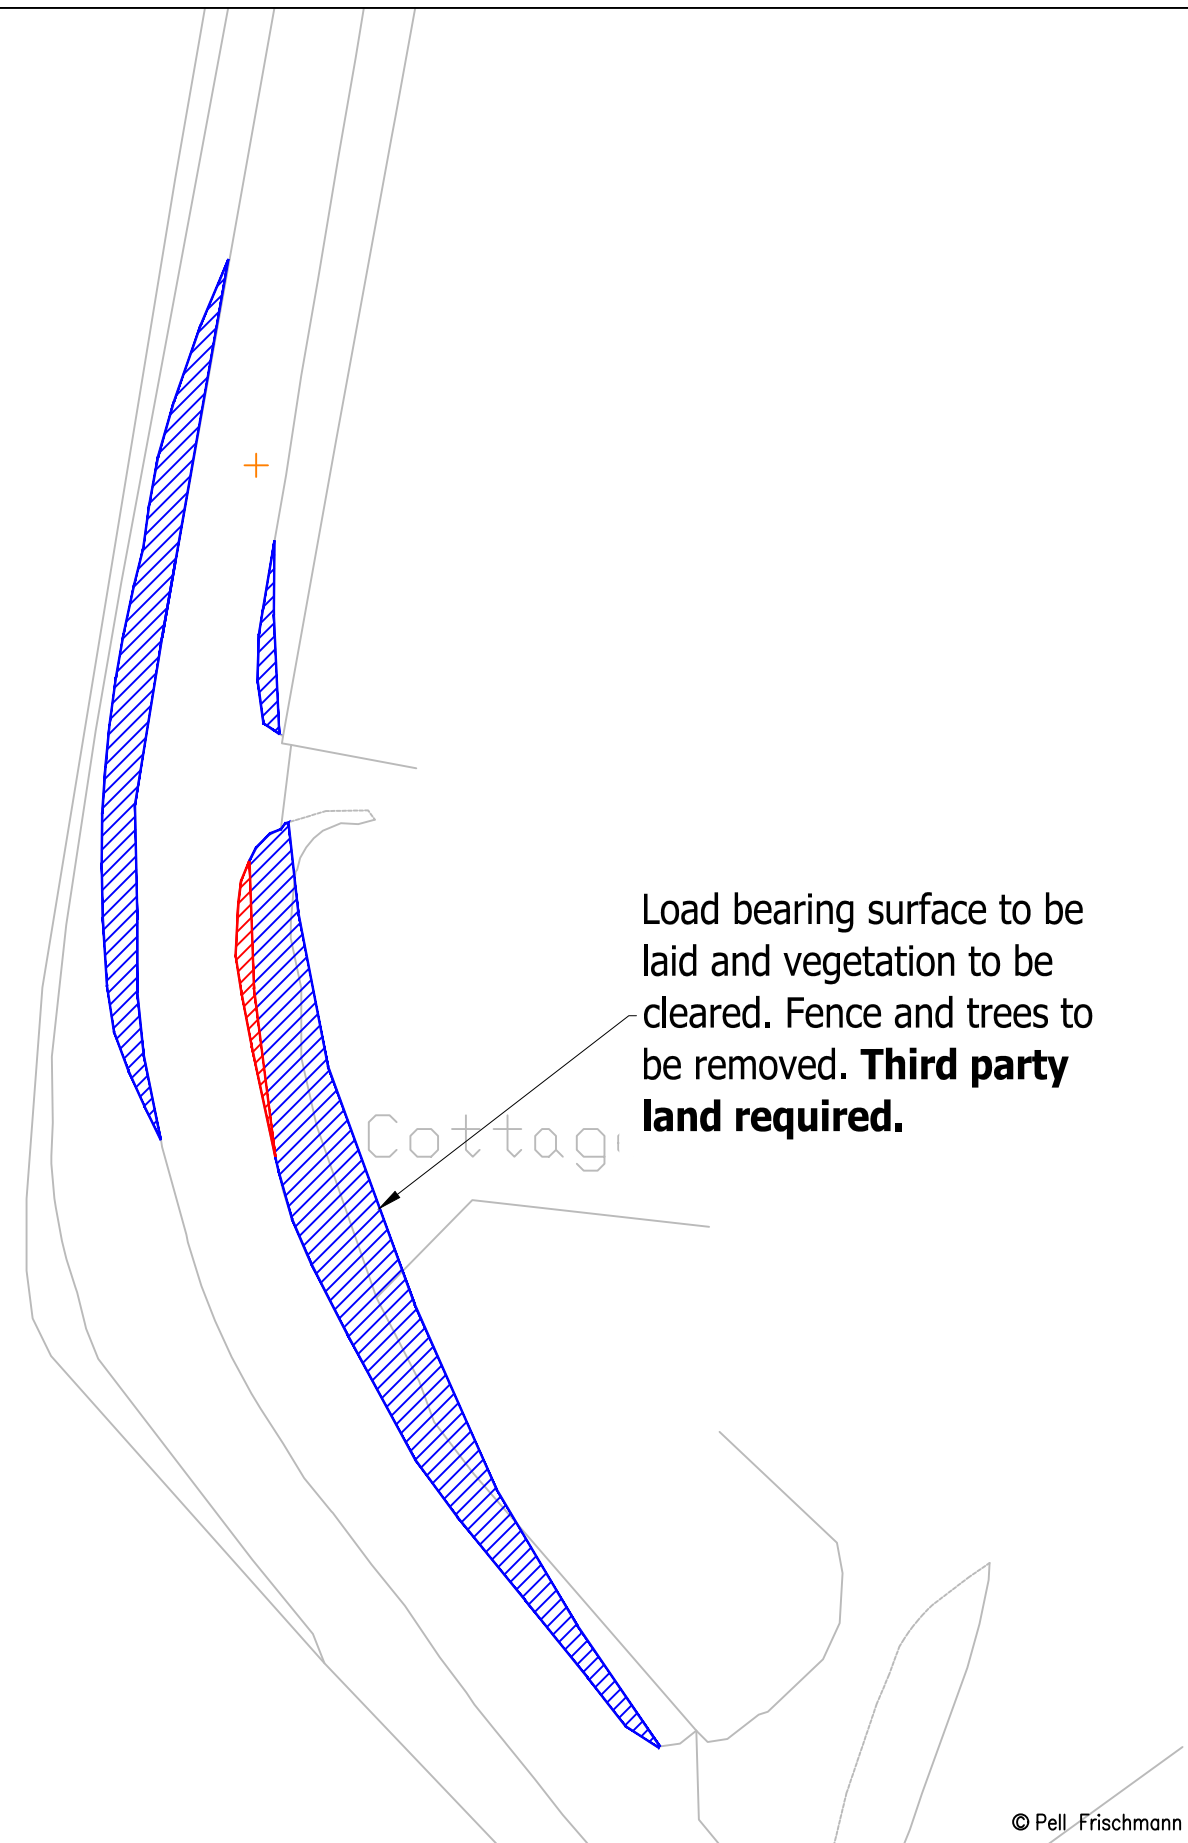 Load bearing surface to be
laid and vegetation to be
cleared. Fence and trees to
be removed. Third party
land required.
Cottag
© Pell Frischmann